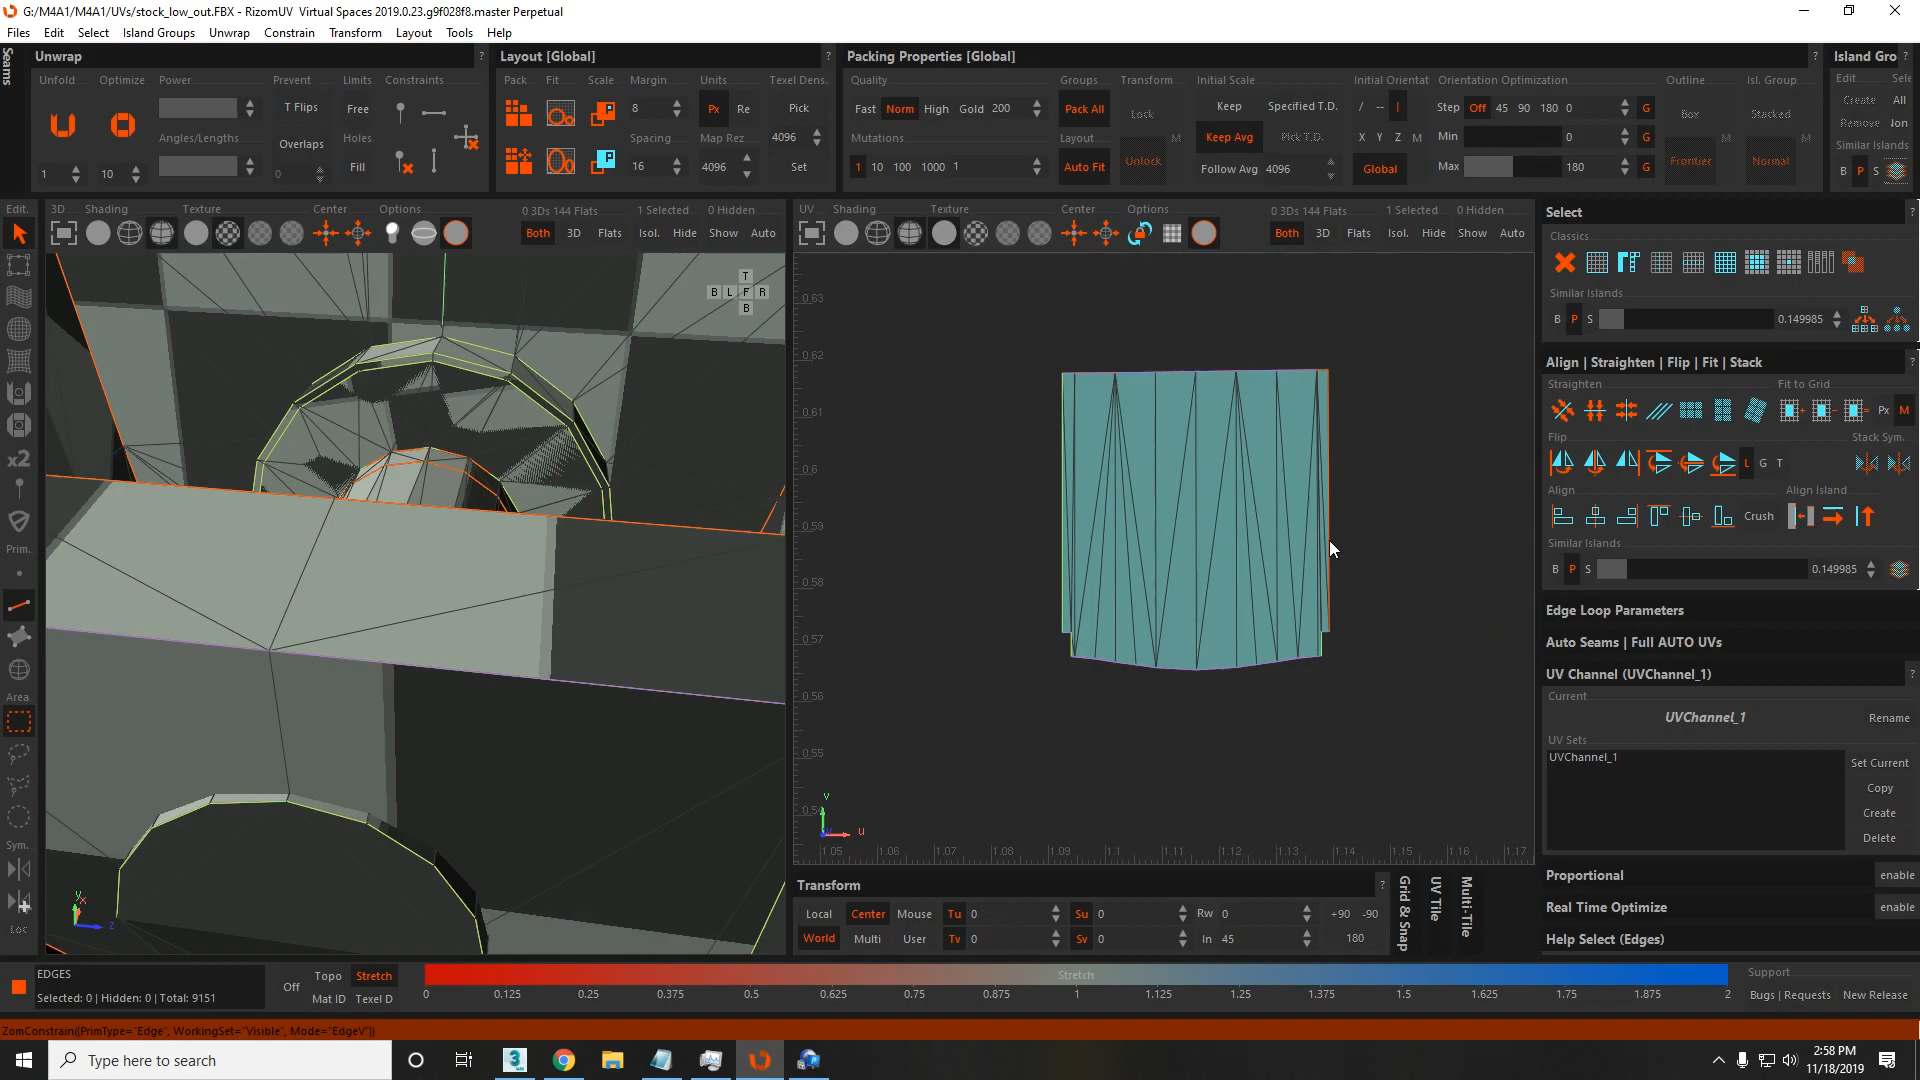 G:/M4A1/M4A1/UVs/stock_low_out.FBX - RizomUV Virtual Spaces 2019.0.23.g9f028f8.master Perpetual
Files Edit Select Island Groups Unwrap Constrain Transform Layout Tools Help
Seams
Unwrap ?
Unfold Optimize Power Prevent Limits Constraints
T Flips Free
Angles/Lengths Overlaps Holes
Fill
1 10 0
Layout [Global] ?
Pack Fit Scale Margin Units Texel Dens.
8 Px Re Pick
Spacing Map Rez 4096
16 4096 Set
Packing Properties [Global] ?
Quality Groups Transform Initial Scale Initial Orientat Orientation Optimization Outline Isl. Group
Fast Norm High Gold 200 Pack All Lock Keep Specified T.D. / -- | Step Off 45 90 180 0 G Box Stacked
Mutations Layout M Keep Avg Pick T.D. X Y Z M Min 0 G M M
1 10 100 1000 1 Auto Fit Unlock Follow Avg 4096 Global Max 180 G Frontier Normal
Island Gro ?
Edit Sele
Create All
Remove Non
Similar Islands
B P S
Edit.
3D Shading Texture Center Options 0 3Ds 144 Flats 1 Selected 0 Hidden
Both 3D Flats Isol. Hide Show Auto
UV Shading Texture Center Options 0 3Ds 144 Flats 1 Selected 0 Hidden
Both 3D Flats Isol. Hide Show Auto
x2
Prim.
Area
Sym.
Loc
T
B L F R
B
Y X Z
0.63
0.62
0.61
0.6
0.59
0.58
0.57
0.56
0.55
V
U
1.05 1.06 1.07 1.08 1.09 1.1 1.11 1.12 1.13 1.14 1.15 1.16 1.17
Select ?
Classics
Similar Islands
B P S 0.149985
Align | Straighten | Flip | Fit | Stack ?
Straighten Fit to Grid
Px M
Flip Stack Sym.
L G T
Align Align Island
Crush
Similar Islands
B P S 0.149985
Edge Loop Parameters
Auto Seams | Full AUTO UVs
UV Channel (UVChannel_1) ?
Current
UVChannel_1 Rename
UV Sets
UVChannel_1
Set Current
Copy
Create
Delete
Proportional enable
Real Time Optimize enable
Help Select (Edges)
Transform ?
Local Center Mouse Tu 0 Su 0 Rw 0 +90 -90
World Multi User Tv 0 Sv 0 In 45 180
Grid & Snap
UV Tile
Multi-Tile
EDGES
Selected: 0 | Hidden: 0 | Total: 9151
Off Topo Stretch
Mat ID Texel D
Stretch
0 0.125 0.25 0.375 0.5 0.625 0.75 0.875 1 1.125 1.25 1.375 1.5 1.625 1.75 1.875 2
Support
Bugs | Requests New Release
ZomConstrain({PrimType="Edge", WorkingSet="Visible", Mode="EdgeV"})
Type here to search
2:58 PM
11/18/2019